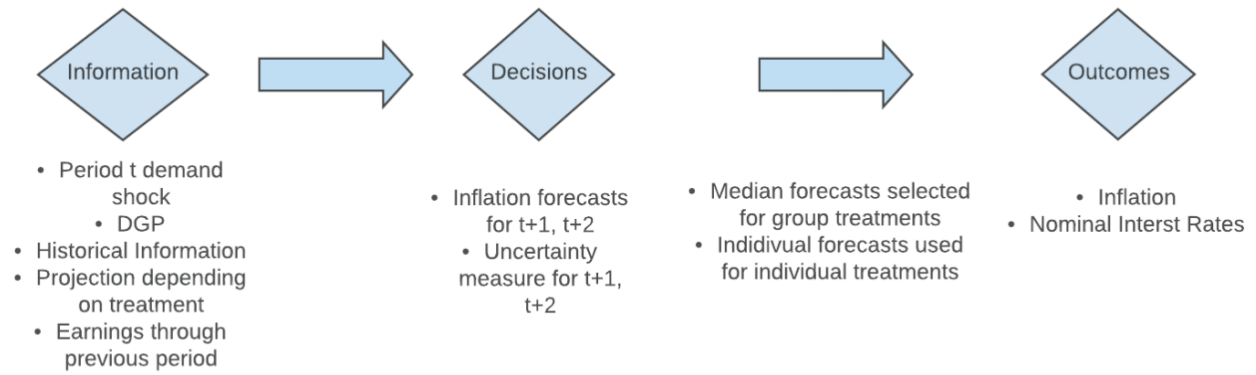 Information
Decisions
Outcomes
• Period t demand
shock
• DGP
• Historical Information
• Projection depending
on treatment
• Earnings through
previous period
• Inflation forecasts
for t+1, t+2
• Uncertainty
measure for t+1,
t+2
• Median forecasts selected
for group treatments
• Indidivual forecasts used
for individual treatments
• Inflation
• Nominal Interst Rates